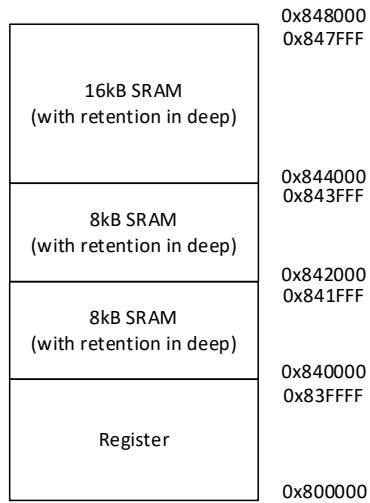 0x848000
0x847FFF
16kB SRAM
(with retention in deep)
0x844000
0x843FFF
8kB SRAM
(with retention in deep)
0x842000
0x841FFF
8kB SRAM
(with retention in deep)
0x840000
0x83FFFF
Register
0x800000